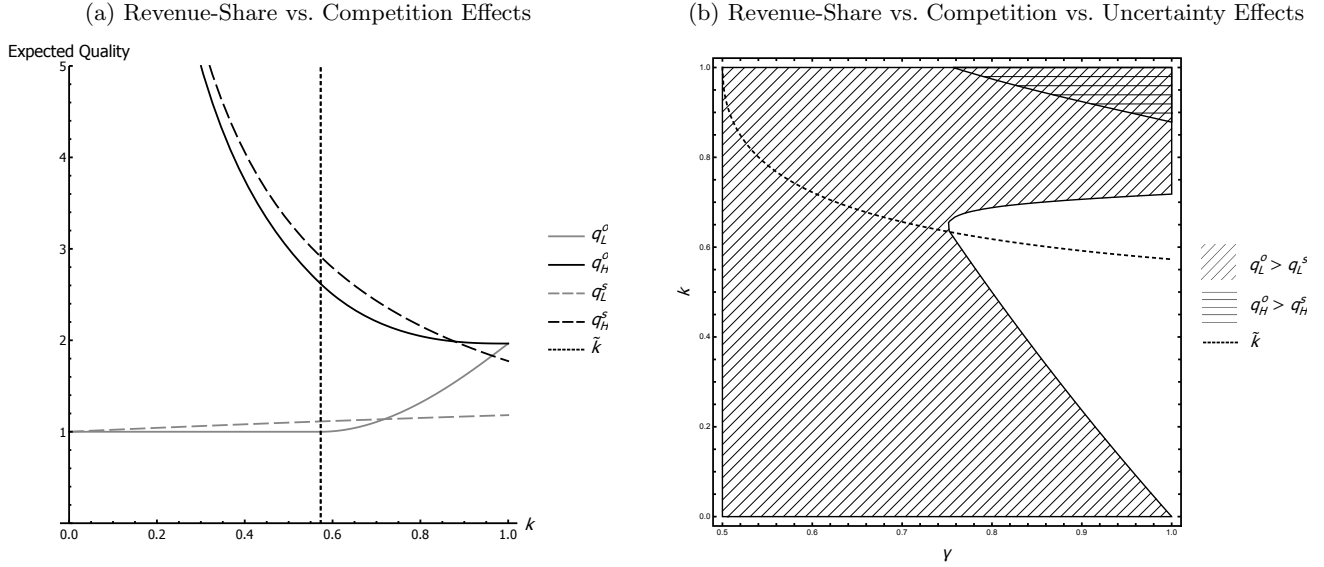 (a) Revenue-Share vs. Competition Effects
Expected Quality
5
4
3
2
1
0.0 0.2 0.4 0.6 0.8 1.0 k
q_L^o
q_H^o
q_L^s
q_H^s
k̃
(b) Revenue-Share vs. Competition vs. Uncertainty Effects
1.0
0.8
0.6
k
0.4
0.2
0.0
0.5 0.6 0.7 0.8 0.9 1.0
γ
q_L^o > q_L^s
q_H^o > q_H^s
k̃